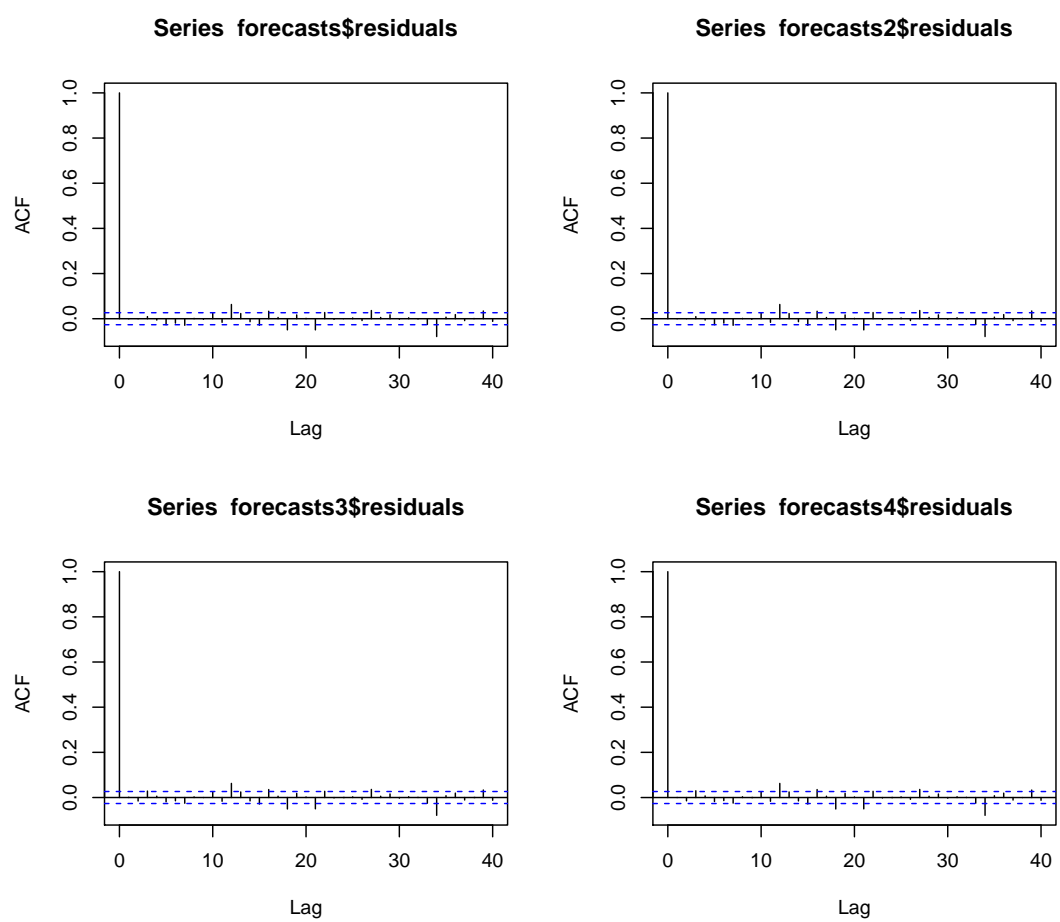 Series forecasts$residuals
ACF
0.0 0.2 0.4 0.6 0.8 1.0
0 10 20 30 40
Lag
Series forecasts2$residuals
ACF
0.0 0.2 0.4 0.6 0.8 1.0
0 10 20 30 40
Lag
Series forecasts3$residuals
ACF
0.0 0.2 0.4 0.6 0.8 1.0
0 10 20 30 40
Lag
Series forecasts4$residuals
ACF
0.0 0.2 0.4 0.6 0.8 1.0
0 10 20 30 40
Lag